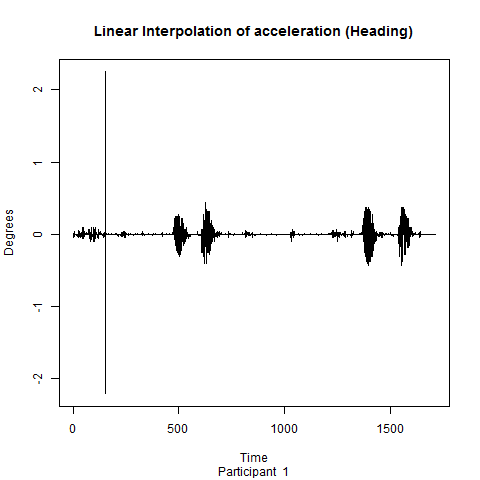 Linear Interpolation of acceleration (Heading)
2
1
0
-1
-2
Degrees
0 500 1000 1500
Time
Participant 1